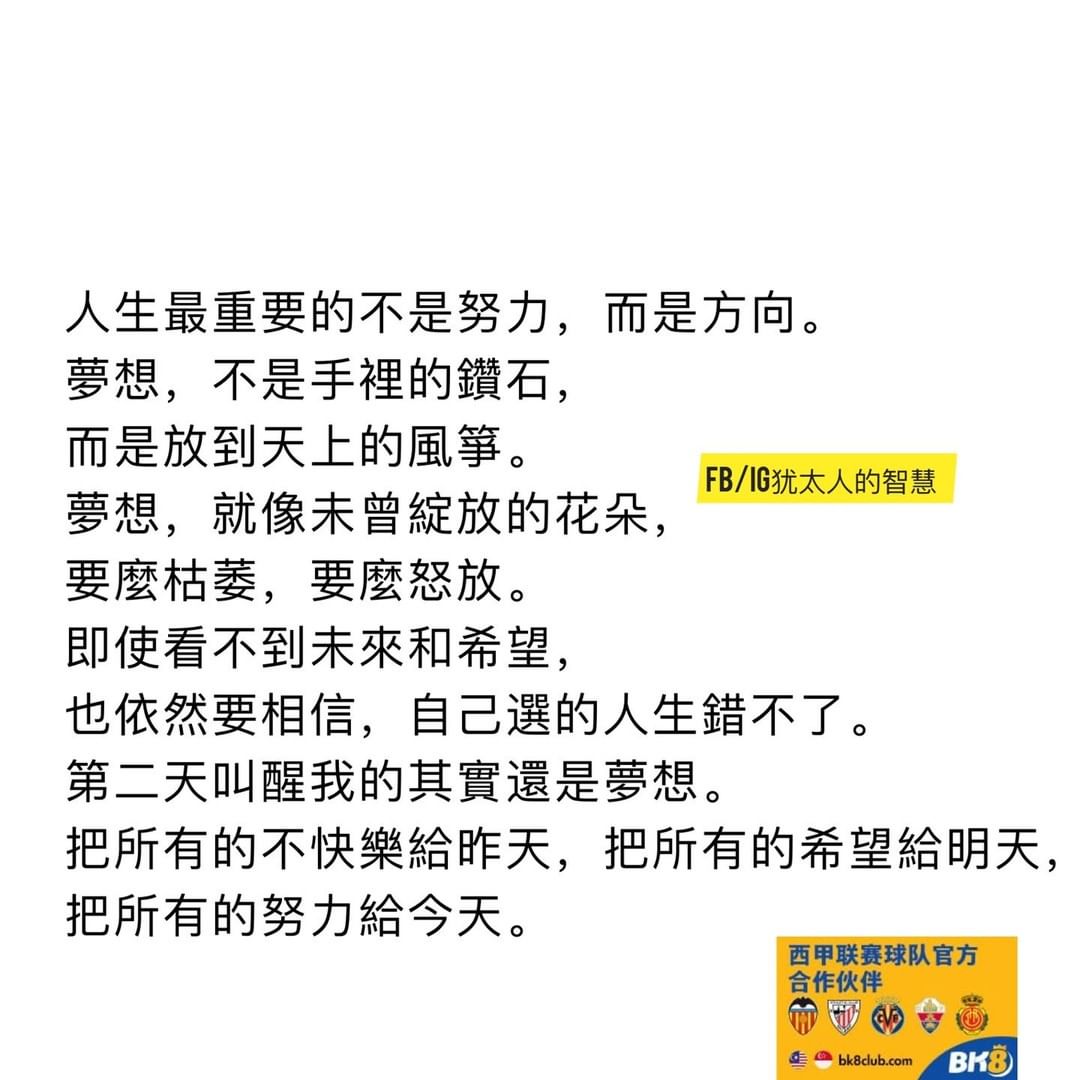 人生最重要的不是努力，而是方向。
夢想，不是手裡的鑽石，
而是放到天上的風箏。
夢想，就像未曾綻放的花朵，
要麼枯萎，要麼怒放。
即使看不到未來和希望，
也依然要相信，自己選的人生錯不了。
第二天叫醒我的其實還是夢想。
把所有的不快樂給昨天，把所有的希望給明天，
把所有的努力給今天。
FB/IG犹太人的智慧
西甲联赛球队官方
合作伙伴
bk8club.com
BK8